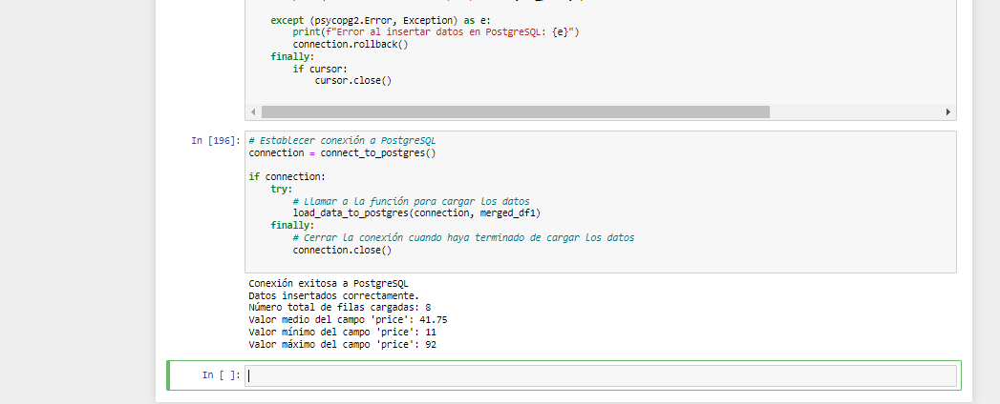 except (psycopg2.Error, Exception) as e:
print(f"Error al insertar datos en PostgreSQL: {e}")
connection.rollback()
finally:
if cursor:
cursor.close()
In [196]:
# Establecer conexión a PostgreSQL
connection = connect_to_postgres()
if connection:
try:
# Llamar a la función para cargar los datos
load_data_to_postgres(connection, merged_df1)
finally:
# Cerrar la conexión cuando haya terminado de cargar los datos
connection.close()
Conexión exitosa a PostgreSQL
Datos insertados correctamente.
Número total de filas cargadas: 8
Valor medio del campo 'price': 41.75
Valor mínimo del campo 'price': 11
Valor máximo del campo 'price': 92
In [ ]: